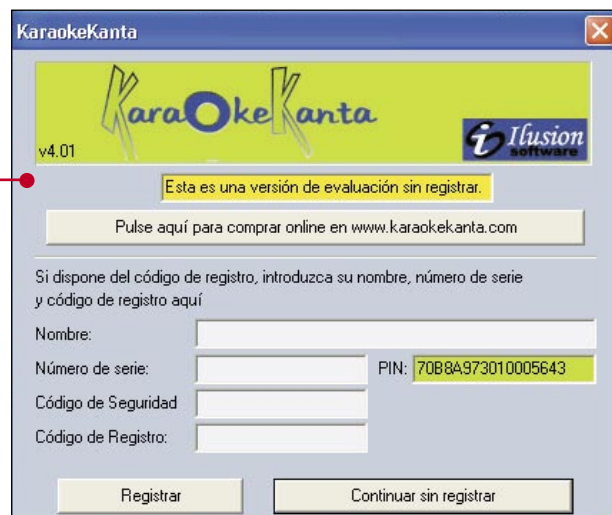 KaraokeKanta
KaraOkeKanta
v4.01
Ilusion
software
Esta es una versión de evaluación sin registrar.
Pulse aquí para comprar online en www.karaokekanta.com
Si dispone del código de registro, introduzca su nombre, número de serie
y código de registro aquí
Nombre:
Número de serie:
PIN: 70B8A973010005643
Código de Seguridad
Código de Registro:
Registrar
Continuar sin registrar